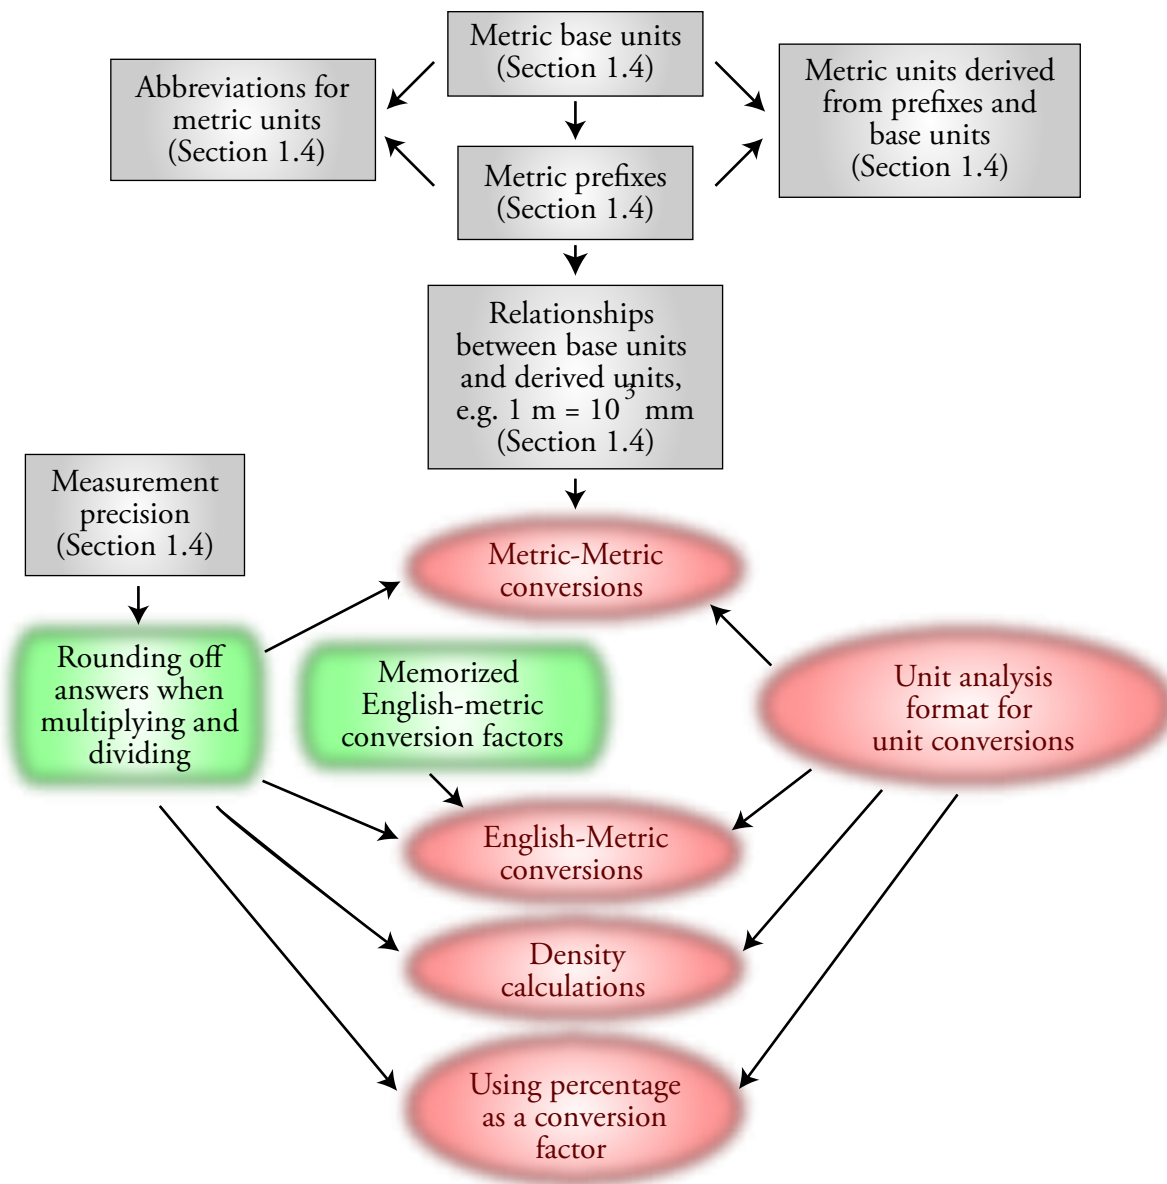 Metric base units
(Section 1.4)
Abbreviations for
metric units
(Section 1.4)
Metric units derived
from prefixes and
base units
(Section 1.4)
Metric prefixes
(Section 1.4)
Relationships
between base units
and derived units,
e.g. 1 m = 10³ mm
(Section 1.4)
Measurement
precision
(Section 1.4)
Metric-Metric
conversions
Rounding off
answers when
multiplying and
dividing
Memorized
English-metric
conversion factors
Unit analysis
format for
unit conversions
English-Metric
conversions
Density
calculations
Using percentage
as a conversion
factor